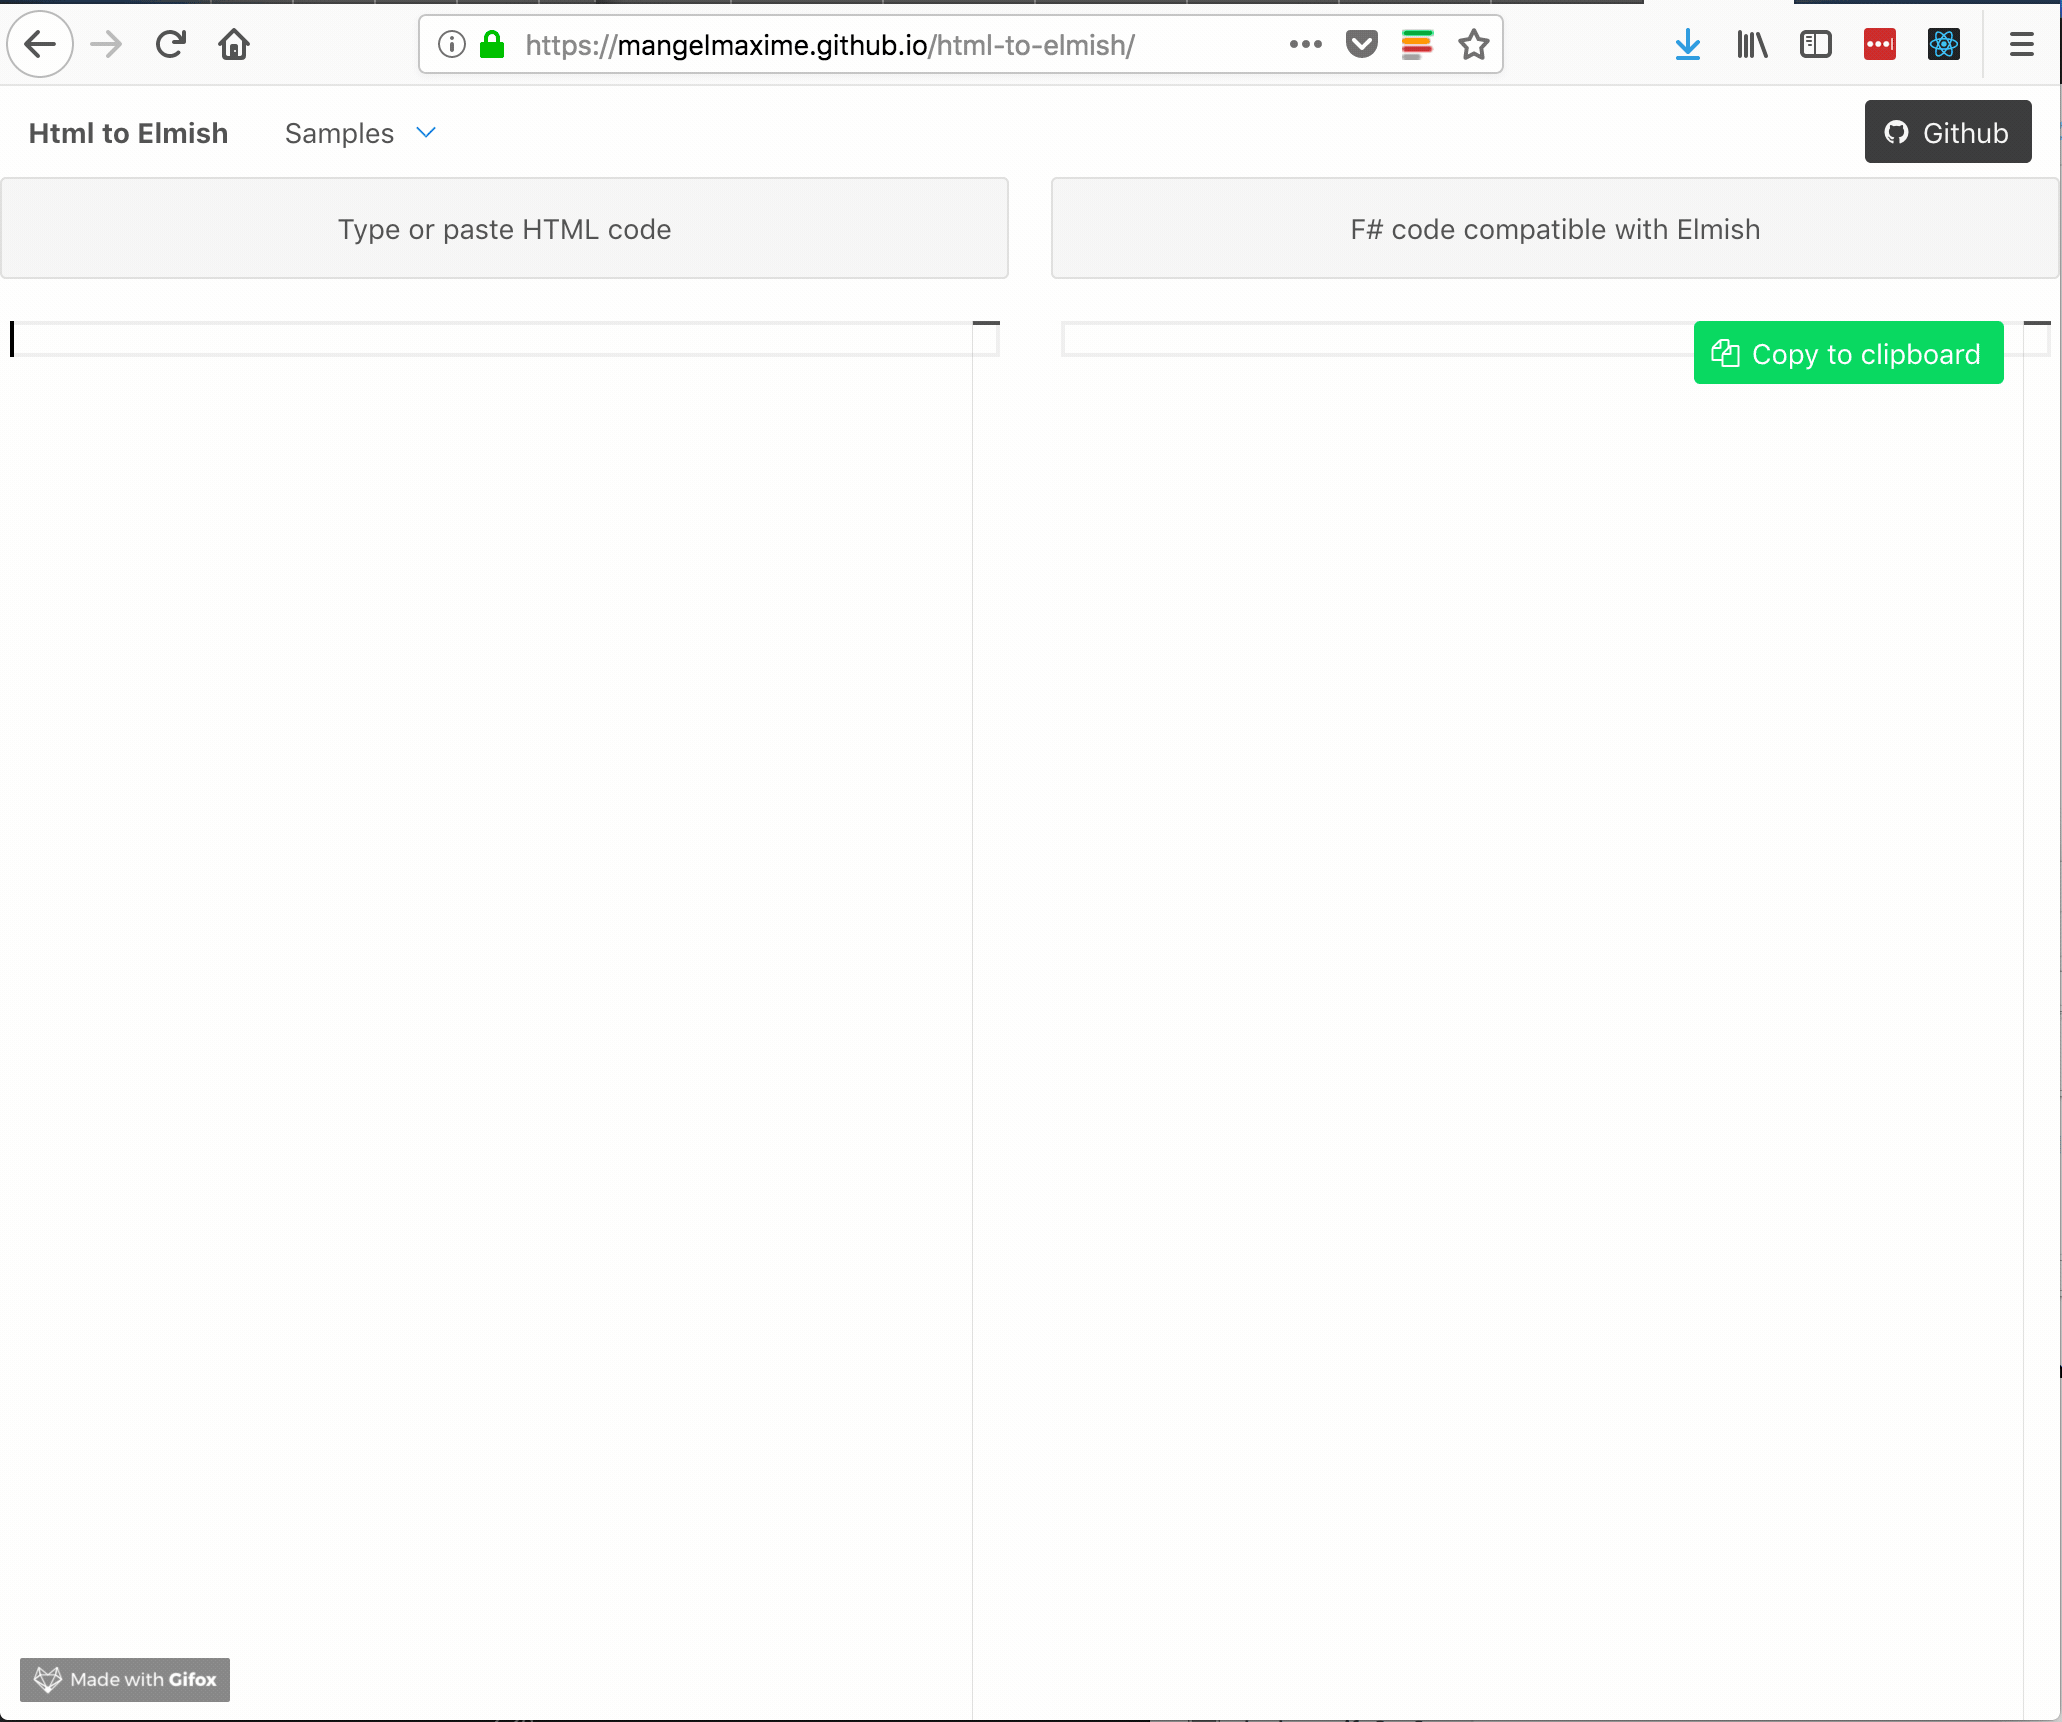 https://mangelmaxime.github.io/html-to-elmish/
Html to Elmish
Samples
Github
Type or paste HTML code
F# code compatible with Elmish
Copy to clipboard
Made with Gifox